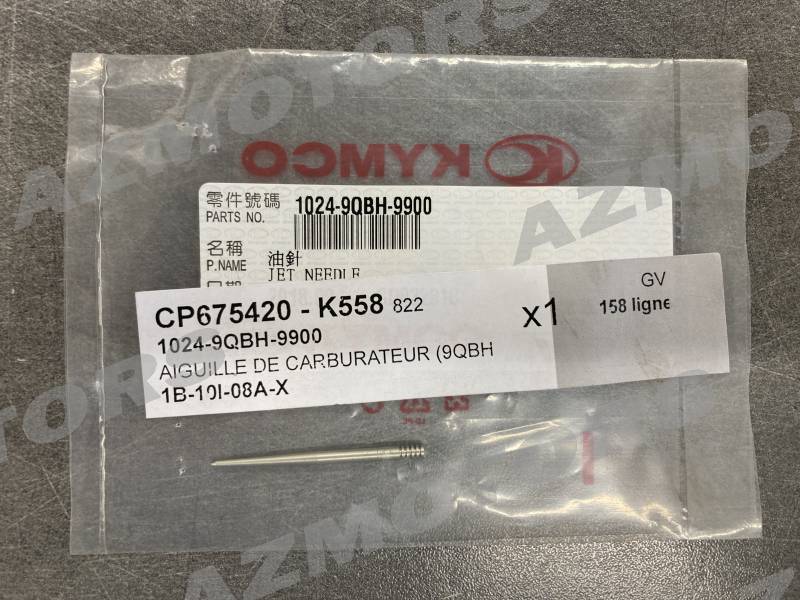 AZMOTORS
KYMCO
零件號碼
PARTS NO. 1024-9QBH-9900
名稱
P.NAME 油針
JET NEEDLE
CP675420 - K558 822
x1
GV
158 ligne
1024-9QBH-9900
AIGUILLE DE CARBURATEUR (9QBH
1B-10I-08A-X